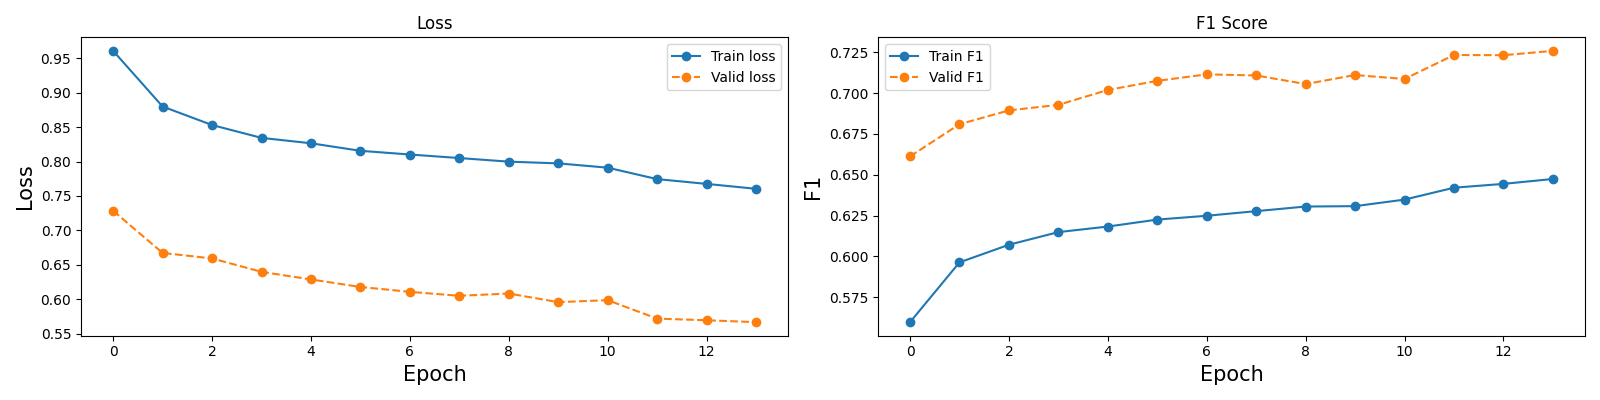 Loss
0.95
0.90
0.85
0.80
0.75
0.70
0.65
0.60
0.55
Loss
Train loss
Valid loss
0 2 4 6 8 10 12
Epoch
F1 Score
0.725
0.700
0.675
0.650
0.625
0.600
0.575
F1
Train F1
Valid F1
0 2 4 6 8 10 12
Epoch